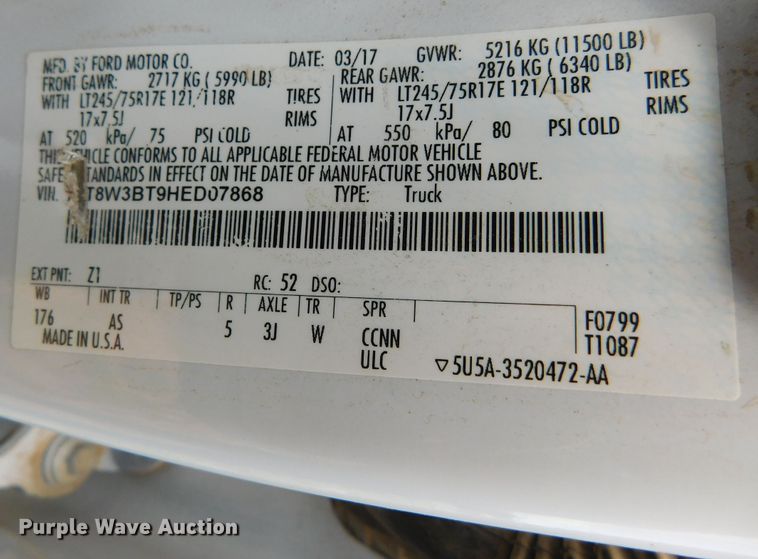 MFD. BY FORD MOTOR CO. DATE: 03/17 GVWR: 5216 KG (11500 LB)
FRONT GAWR: 2717 KG ( 5990 LB) REAR GAWR: 2876 KG ( 6340 LB)
WITH LT245/75R17E 121/118R TIRES WITH LT245/75R17E 121/118R TIRES
17x7.5J RIMS 17x7.5J RIMS
AT 520 kPa/ 75 PSI COLD AT 550 kPa/ 80 PSI COLD
VEHICLE CONFORMS TO ALL APPLICABLE FEDERAL MOTOR VEHICLE
STANDARDS IN EFFECT ON THE DATE OF MANUFACTURE SHOWN ABOVE.
VIN: T8W3BT9HED07868 TYPE: Truck
EXT PNT: Z1 RC: 52 DSO:
WB INT TR TP/PS R AXLE TR SPR
176 AS 5 3J W CCNN F0799
MADE IN U.S.A. ULC T1087
▽5U5A-3520472-AA
Purple Wave Auction